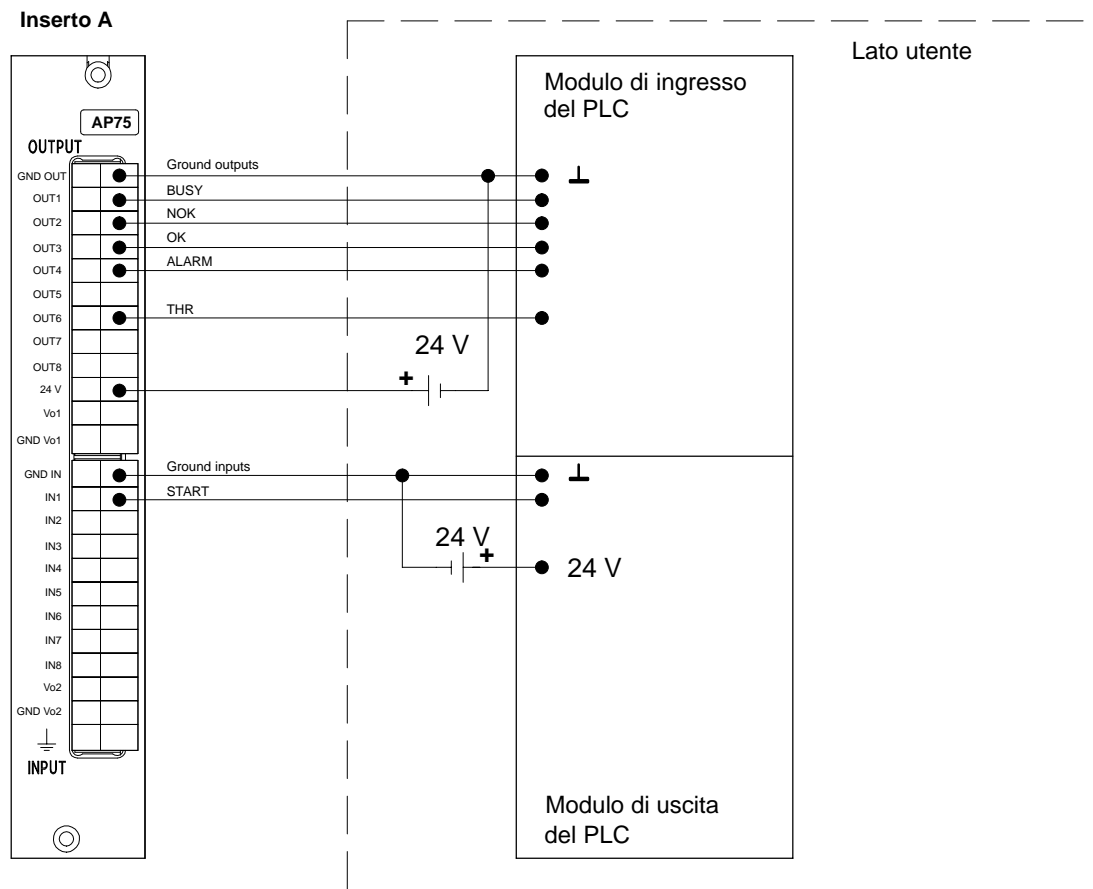 Inserto A
Lato utente
Modulo di ingresso
del PLC
AP75
OUTPUT
GND OUT
Ground outputs
OUT1
BUSY
OUT2
NOK
OUT3
OK
OUT4
ALARM
OUT5
OUT6
THR
OUT7
24 V
OUT8
24 V
+
Vo1
GND Vo1
GND IN
Ground inputs
IN1
START
IN2
24 V
+
IN3
IN4
24 V
IN5
IN6
IN7
IN8
Vo2
GND Vo2
INPUT
Modulo di uscita
del PLC